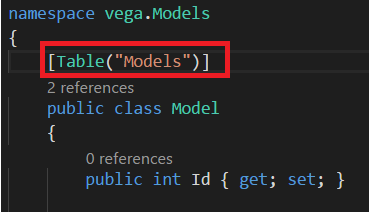 namespace vega.Models
{
[Table("Models")]
2 references
public class Model
{
0 references
public int Id { get; set; }